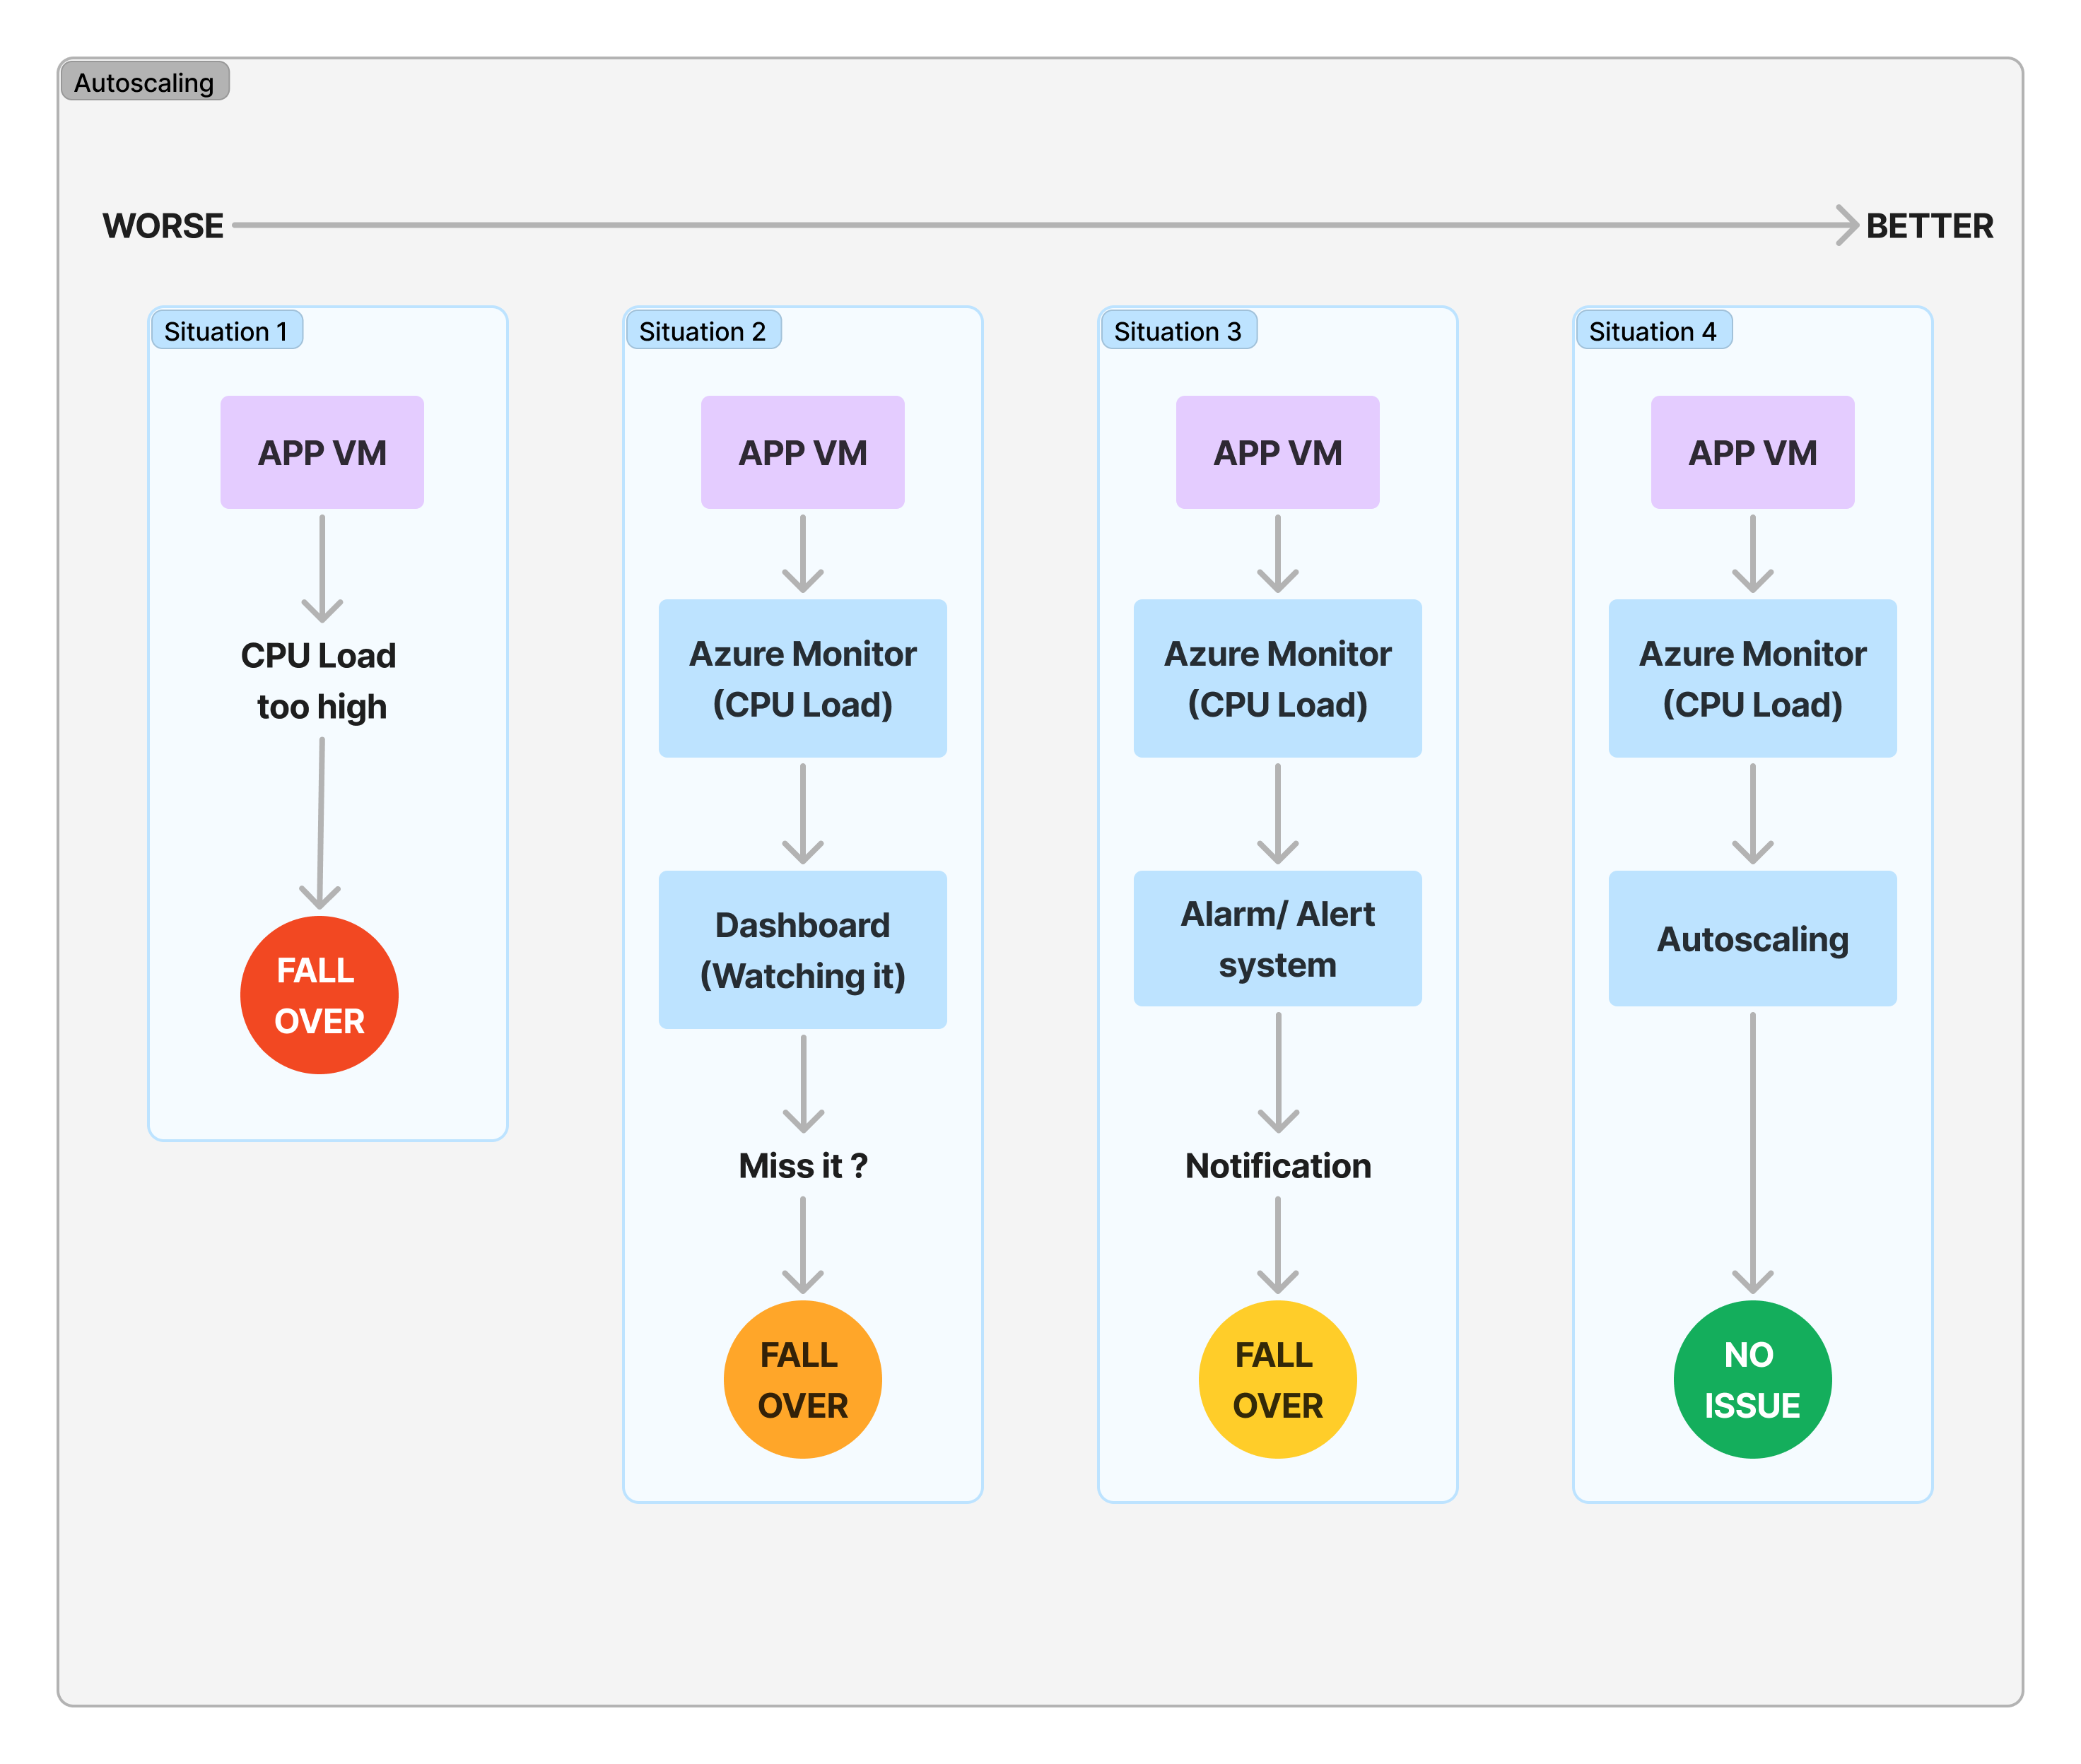 Autoscaling
WORSE
BETTER
Situation 1
APP VM
CPU Load
too high
FALL
OVER
Situation 2
APP VM
Azure Monitor
(CPU Load)
Dashboard
(Watching it)
Miss it ?
FALL
OVER
Situation 3
APP VM
Azure Monitor
(CPU Load)
Alarm/ Alert
system
Notification
FALL
OVER
Situation 4
APP VM
Azure Monitor
(CPU Load)
Autoscaling
NO
ISSUE